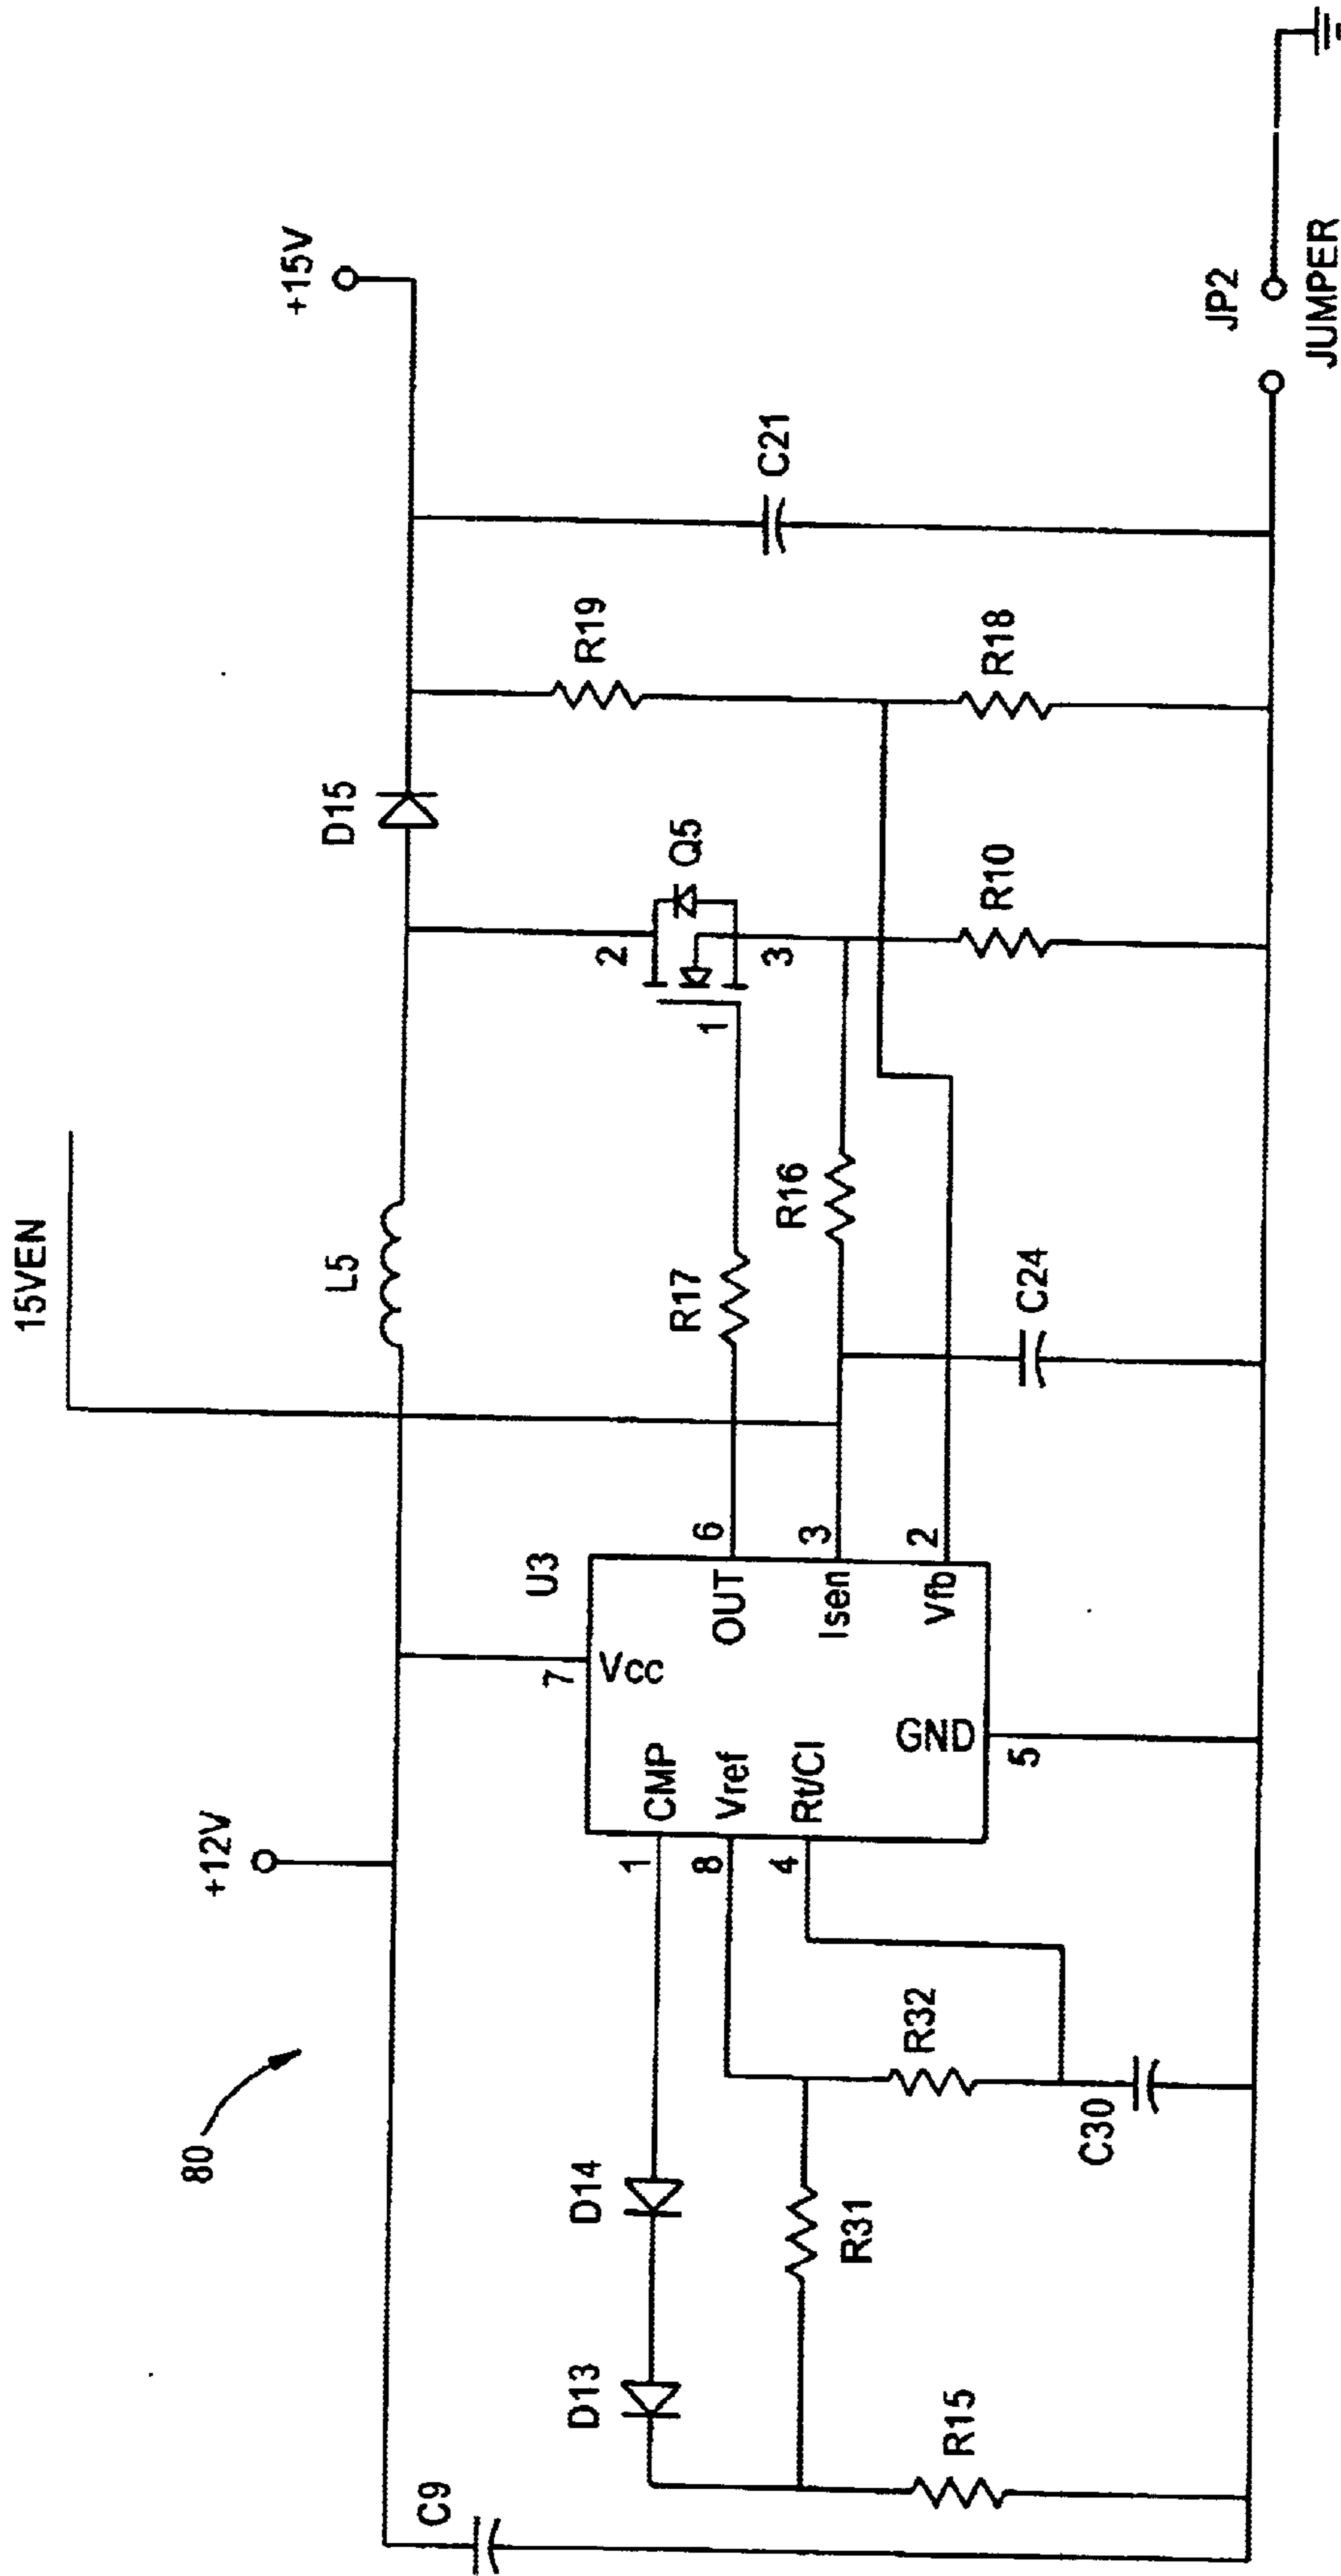 15VEN
+12V
+15V
80
L5
D15
C9
U3
7
Vcc
D13
D14
1
CMP
OUT
6
R17
1
2
3
Q5
R19
C21
8
Vref
Isen
3
R16
R31
4
Rt/CI
Vfb
2
R15
R32
GND
5
C24
R10
R18
C30
JP2
JUMPER